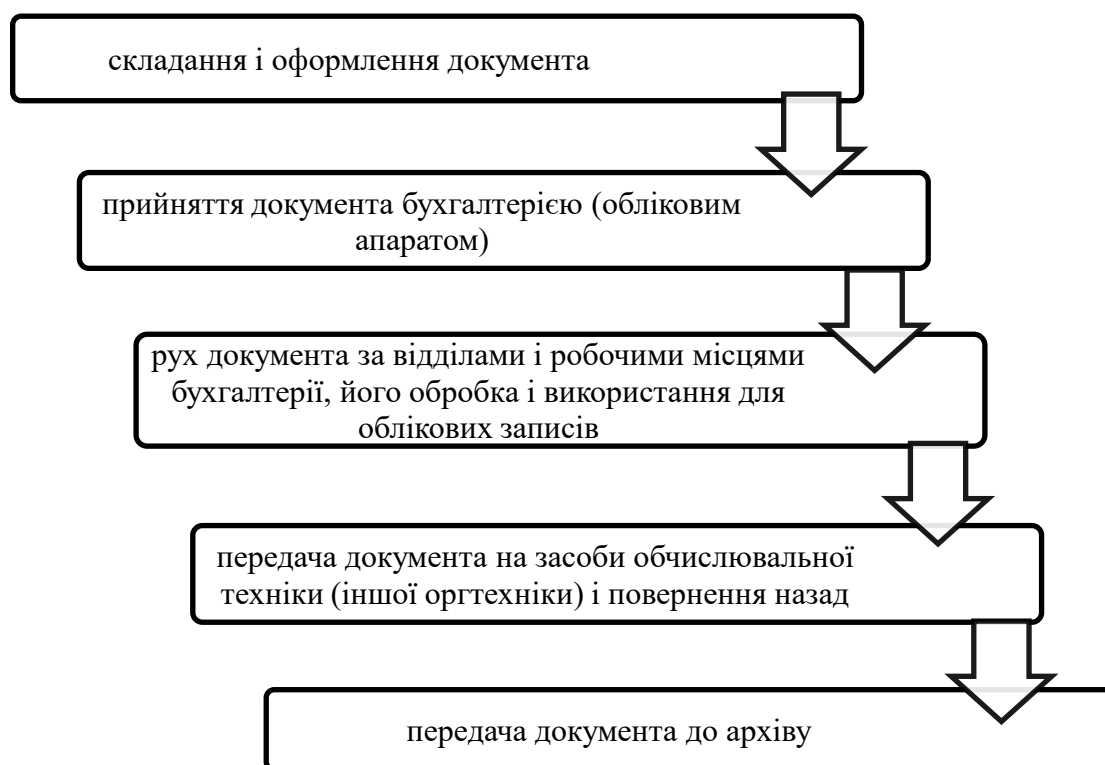 складання і оформлення документа
прийняття документа бухгалтерією (обліковим
апаратом)
рух документа за відділами і робочими місцями
бухгалтерії, його обробка і використання для
облікових записів
передача документа на засоби обчислювальної
техніки (іншої оргтехніки) і повернення назад
передача документа до архіву